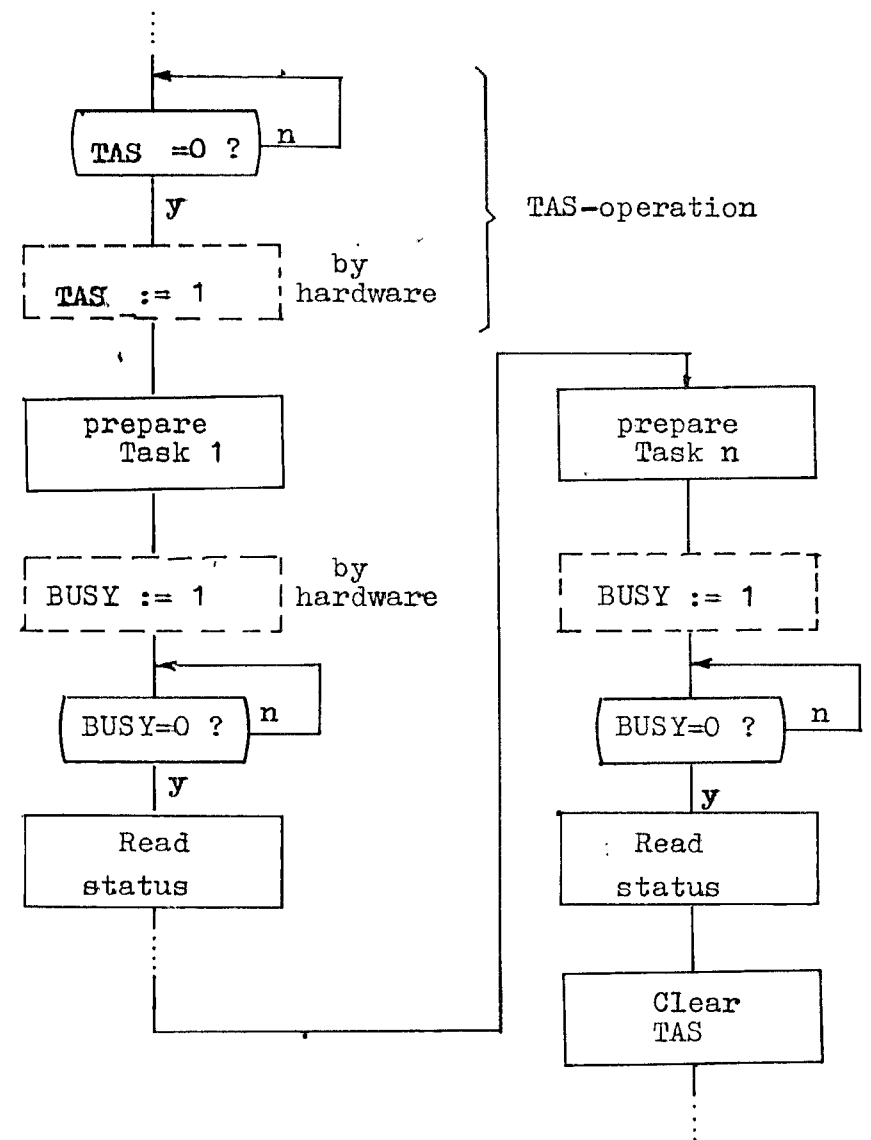 TAS =0 ?
n
y
TAS := 1
by
hardware
TAS-operation
prepare
Task 1
BUSY := 1
by
hardware
BUSY=0 ?
n
y
Read
status
prepare
Task n
BUSY := 1
BUSY=0 ?
n
y
Read
status
Clear
TAS